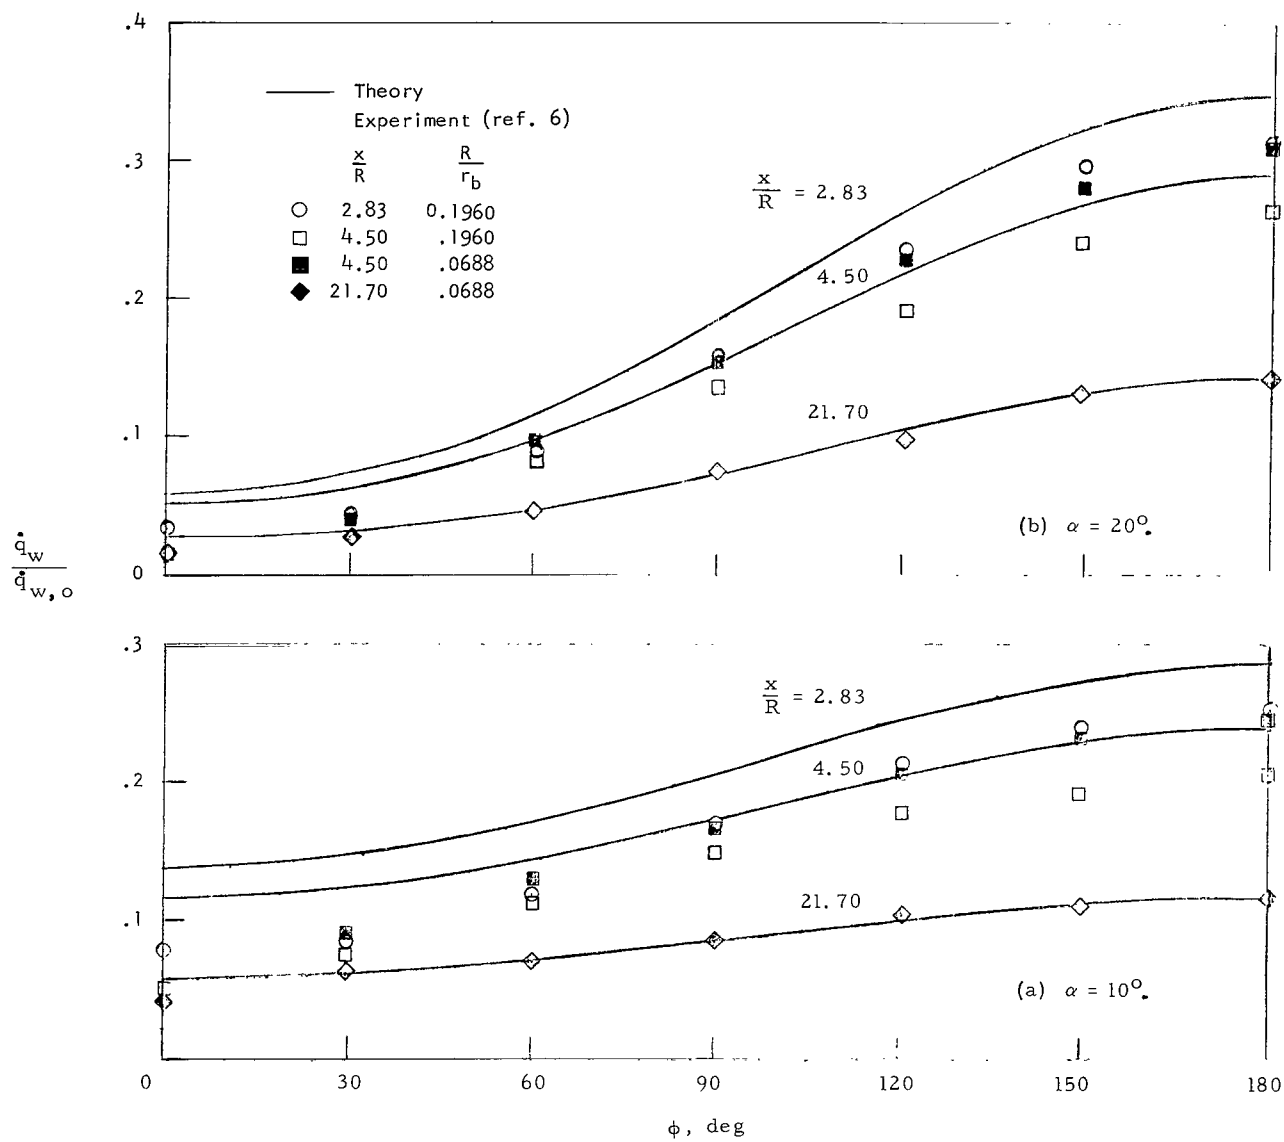 .4
Theory
Experiment (ref. 6)
x/R R/r_b
2.83 0.1960
4.50 .1960
4.50 .0688
21.70 .0688
.3
x/R = 2.83
4.50
.2
21.70
.1
(b) α = 20°.
0
q̇_w/q̇_w,o
.3
x/R = 2.83
.2
4.50
21.70
.1
(a) α = 10°.
0 30 60 90 120 150 180
ϕ, deg